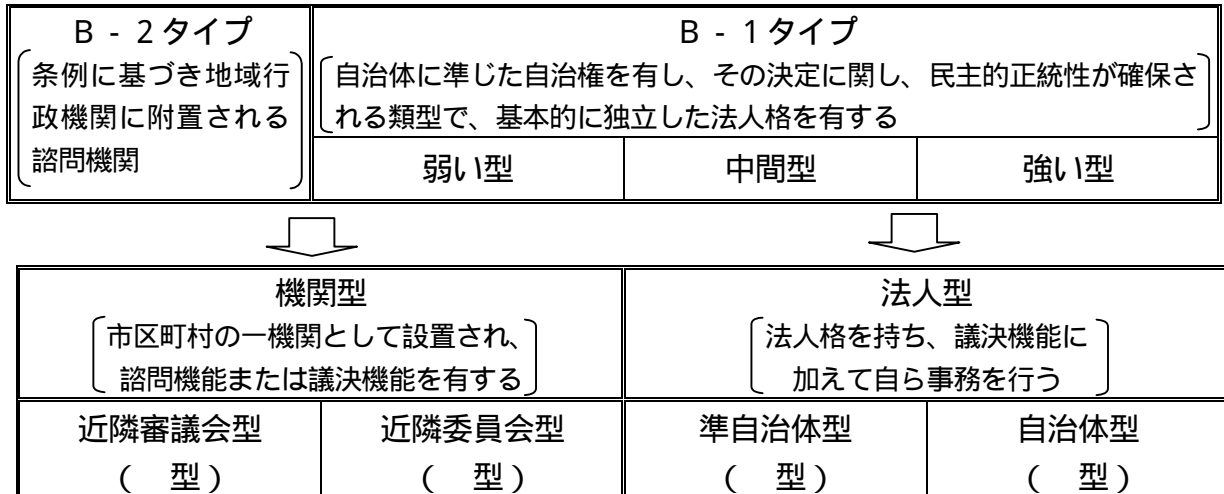 B - 2タイプ
条例に基づき地域行
政機関に附置される
諮問機関
B - 1タイプ
自治体に準じた自治権を有し、その決定に関し、民主的正統性が確保さ
れる類型で、基本的に独立した法人格を有する
弱い型
中間型
強い型
機関型
市区町村の一機関として設置され、
諮問機能または議決機能を有する
法人型
法人格を持ち、議決機能に
加えて自ら事務を行う
近隣審議会型
( 型)
近隣委員会型
( 型)
準自治体型
( 型)
自治体型
( 型)